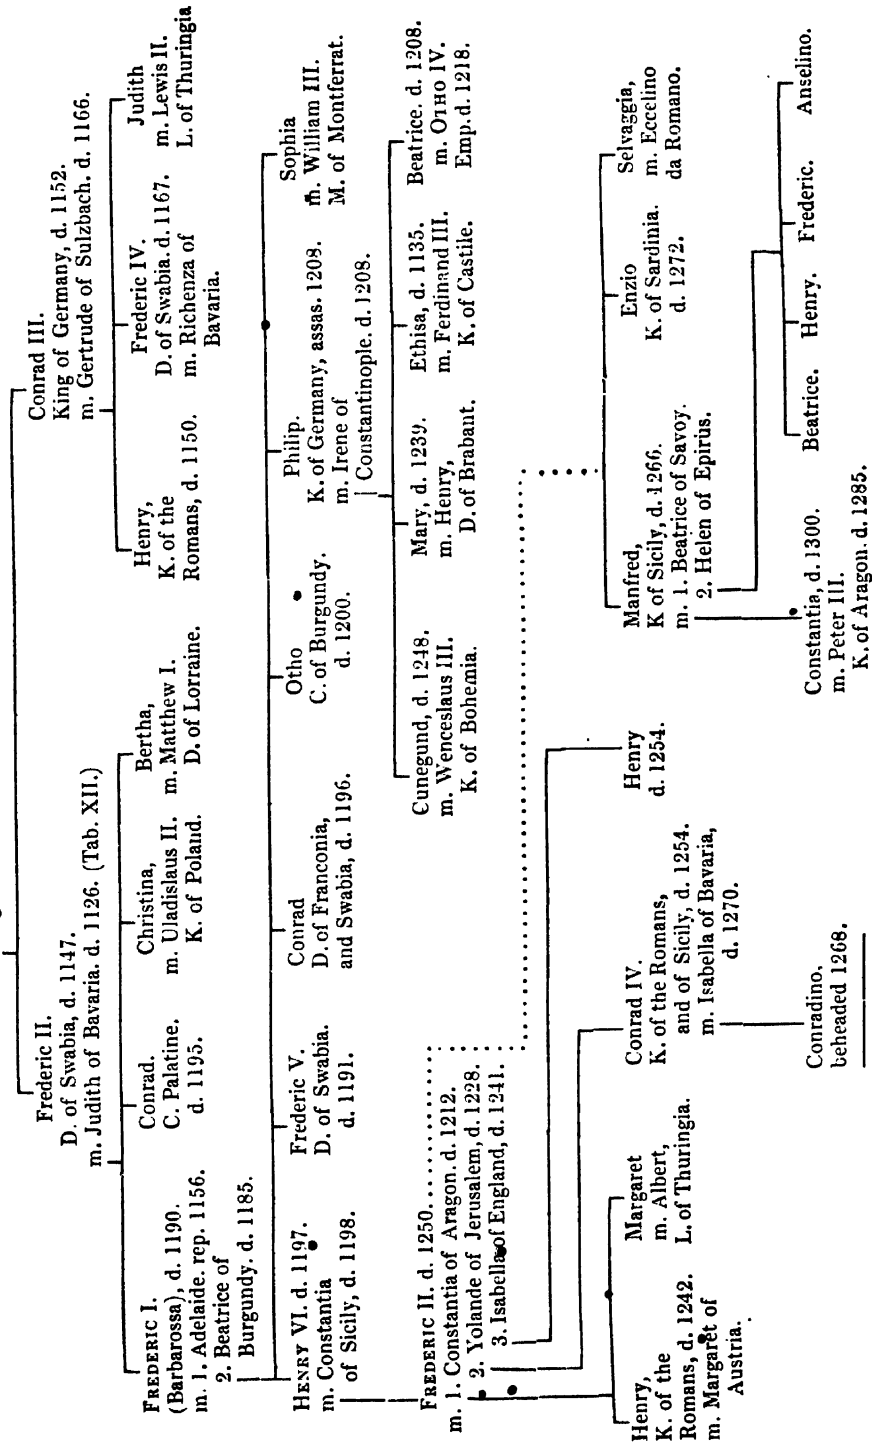 Frederic II.
D. of Swabia, d. 1147.
m. Judith of Bavaria. d. 1126. (Tab. XII.)
Conrad III.
King of Germany, d. 1152.
m. Gertrude of Sulzbach. d. 1166.
FREDERIC I.
(Barbarossa), d. 1190.
m. 1. Adelaide. rep. 1156.
2. Beatrice of
Burgundy. d. 1185.
Conrad.
C. Palatine.
d. 1195.
Christina,
m. Uladislaus II.
K. of Poland.
Bertha,
m. Matthew I.
D. of Lorraine.
Henry,
K. of the
Romans, d. 1150.
Frederic IV.
D. of Swabia. d. 1167.
m. Richenza of
Bavaria.
Judith
m. Lewis II.
L. of Thuringia
HENRY VI. d. 1197.
m. Constantia
of Sicily, d. 1198.
Frederic V.
D. of Swabia.
d. 1191.
Conrad
D. of Franconia,
and Swabia, d. 1196.
Otho
C. of Burgundy.
d. 1200.
Philip.
K. of Germany, assas. 1208.
m. Irene of
Constantinople. d. 1208.
Sophia
m. William III.
M. of Montferrat.
FREDERIC II. d. 1250.
m. 1. Constantia of Aragon. d. 1212.
2. Yolande of Jerusalem, d. 1228.
3. Isabella of England, d. 1241.
Cunegund, d. 1248.
m. Wenceslaus III.
K. of Bohemia.
Mary, d. 1239.
m. Henry,
D. of Brabant.
Ethisa, d. 1135.
m. Ferdinand III.
K. of Castile.
Beatrice. d. 1208.
m. OTHO IV.
Emp. d. 1218.
Henry,
K. of the
Romans, d. 1242.
m. Margaret of
Austria.
Margaret
m. Albert,
L. of Thuringia.
Conrad IV.
K. of the Romans,
and of Sicily, d. 1254.
m. Isabella of Bavaria,
d. 1270.
Henry
d. 1254.
Manfred,
K of Sicily, d. 1266.
m. 1. Beatrice of Savoy.
2. Helen of Epirus.
Enzio
K. of Sardinia.
d. 1272.
Selvaggia,
m. Eccelino
da Romano.
Conradino.
beheaded 1268.
Constantia, d. 1300.
m. Peter III.
K. of Aragon. d. 1285.
Beatrice.
Henry.
Frederic.
Anselino.